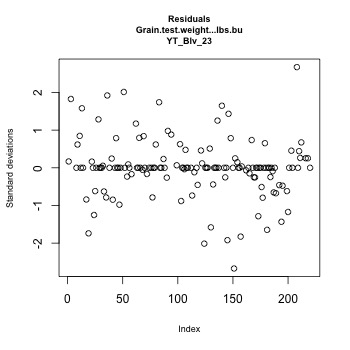 Residuals
Grain.test.weight...lbs.bu
YT_Blv_23
Standard deviations
2
1
0
-1
-2
0
50
100
150
200
Index